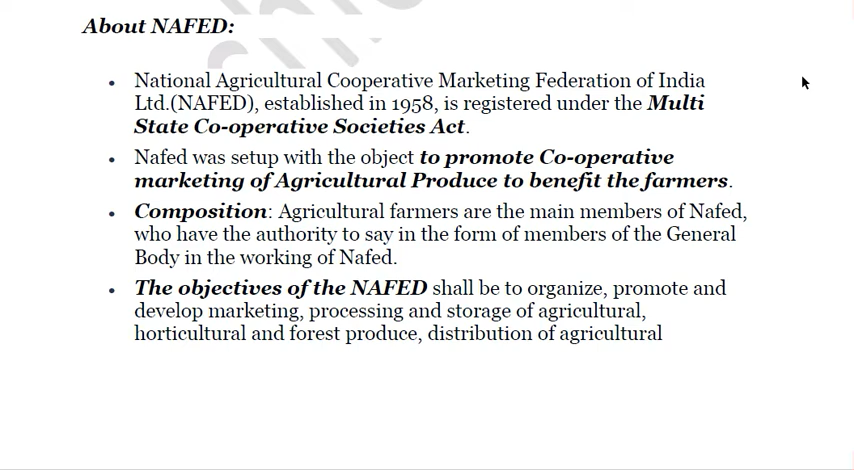 About NAFED:
• National Agricultural Cooperative Marketing Federation of India
Ltd.(NAFED), established in 1958, is registered under the Multi
State Co-operative Societies Act.
• Nafed was setup with the object to promote Co-operative
marketing of Agricultural Produce to benefit the farmers.
• Composition: Agricultural farmers are the main members of Nafed,
who have the authority to say in the form of members of the General
Body in the working of Nafed.
• The objectives of the NAFED shall be to organize, promote and
develop marketing, processing and storage of agricultural,
horticultural and forest produce, distribution of agricultural